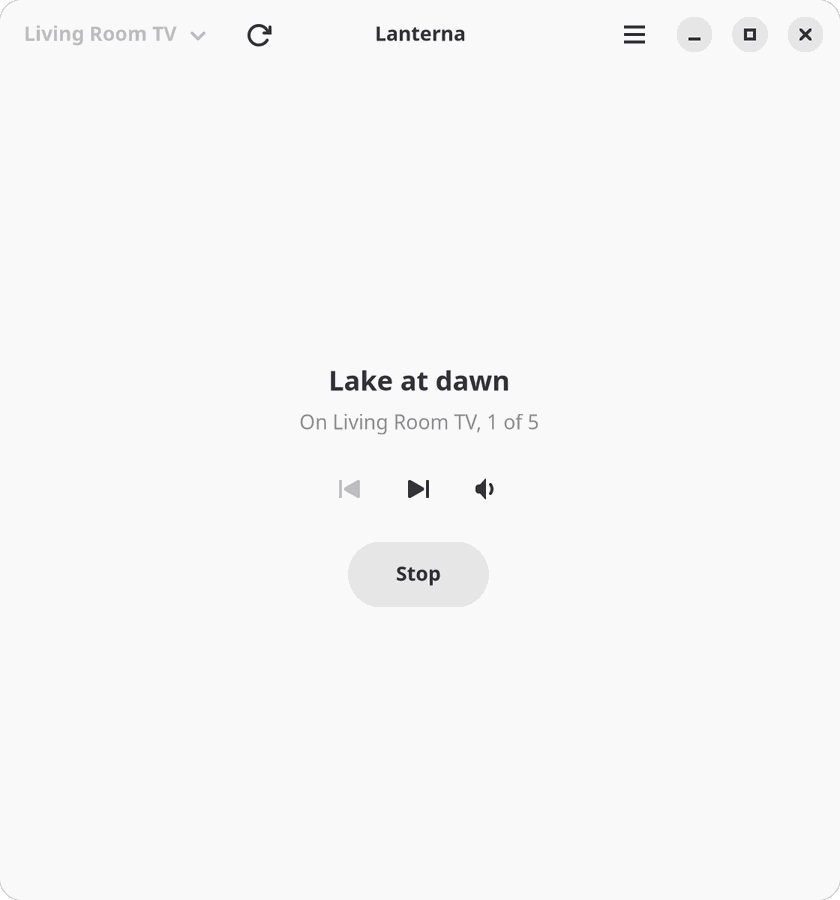 Living Room TV
Lanterna
Lake at dawn
On Living Room TV, 1 of 5
Stop